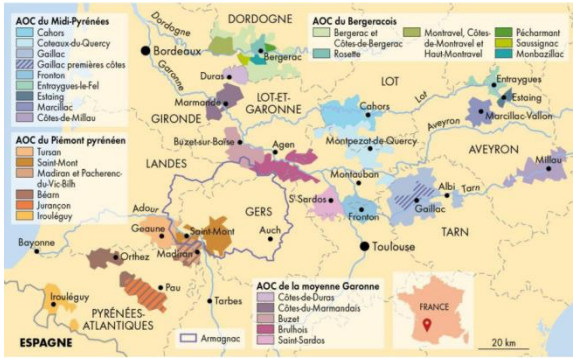 AOC du Midi-Pyrénées
Cahors
Coteaux-du-Quercy
Gaillac
Gaillac premières côtes
Fronton
Entraygues-le-Fel
Estaing
Marcillac
Côtes-de-Millau
AOC du Piémont pyrénéen
Tursan
Saint-Mont
Madiran et Pacherenc-
du-Vic-Bilh
Béarn
Jurançon
Irouléguy
AOC du Bergeracois
Bergerac et
Côtes-de-Bergerac
Rosette
Montravel, Côtes-
de-Montravel et
Haut-Montravel
Pécharmant
Saussignac
Monbazillac
DORDOGNE
Dordogne
Bordeaux
Bergerac
Garonne
Duras
LOT-ET-
GARONNE
Marmande
GIRONDE
LOT
Lot
Cahors
Entraygues
Estaing
Marcillac-Vallon
Aveyron
AVEYRON
Buzet-sur-Baïse
Agen
Montpezat-de-Quercy
LANDES
Montauban
Millau
Albi
Tarn
St Sardos
Gaillac
Fronton
TARN
Adour
GERS
Geaune
Saint-Mont
Auch
Toulouse
Bayonne
Orthez
Madiran
Pau
Tarbes
Irouléguy
PYRÉNÉES-
ATLANTIQUES
ESPAGNE
Armagnac
AOC de la moyenne Garonne
Côtes-de-Duras
Côtes-du-Marmandais
Buzet
Brulhois
Saint-Sardos
FRANCE
20 km